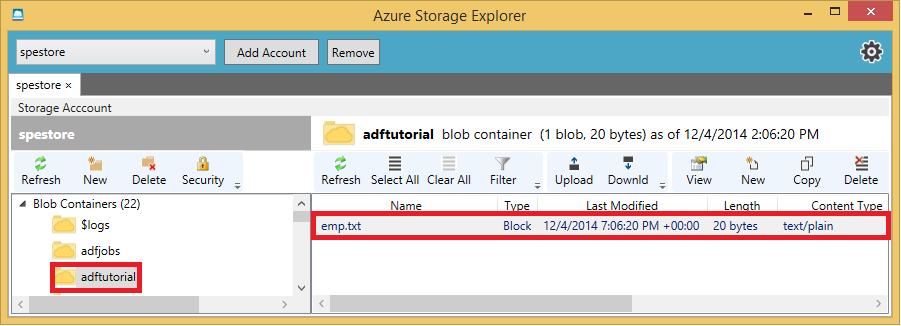 Azure Storage Explorer
spestore
Add Account
Remove
spestore ×
Storage Acccount
spestore
adftutorial blob container (1 blob, 20 bytes) as of 12/4/2014 2:06:20 PM
Refresh New Delete Security
Refresh Select All Clear All Filter Upload Downld View New Copy Delete
Blob Containers (22)
$logs
adfjobs
adftutorial
Name Type Last Modified Length Content Type
emp.txt Block 12/4/2014 7:06:20 PM +00:00 20 bytes text/plain